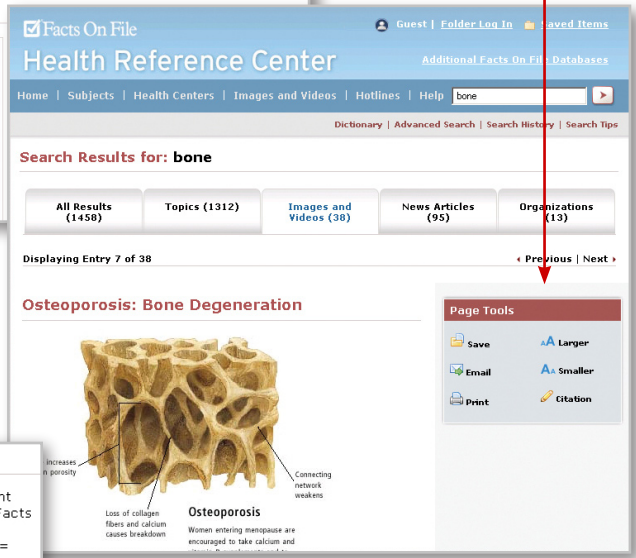 Facts On File
Guest | Folder Log In Saved Items
Health Reference Center
Additional Facts On File Databases
Home | Subjects | Health Centers | Images and Videos | Hotlines | Help bone
Dictionary | Advanced Search | Search History | Search Tips
Search Results for: bone
All Results (1458)
Topics (1312)
Images and Videos (38)
News Articles (95)
Organizations (13)
Displaying Entry 7 of 38
Previous | Next
Osteoporosis: Bone Degeneration
Page Tools
Save
Larger
Email
Smaller
Print
Citation
increases
n porosity
Connecting
network
weakens
Loss of collagen
fibers and calcium
causes breakdown
Osteoporosis
Women entering menopause are
encouraged to take calcium and
nt
Facts
=